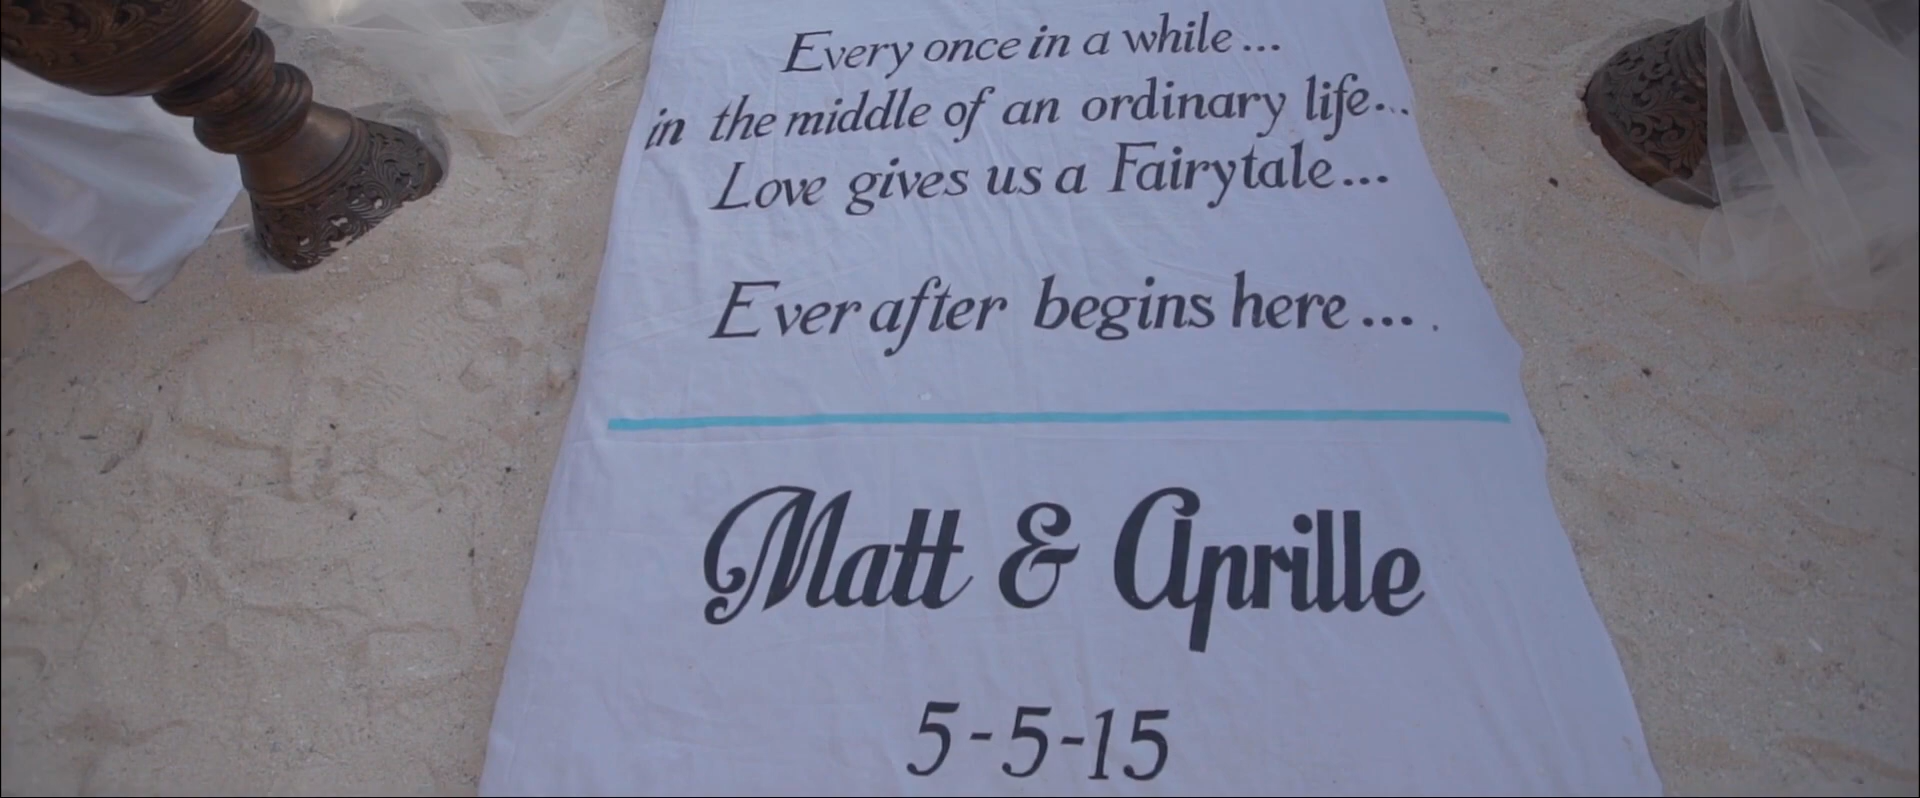 Every once in a while...
in the middle of an ordinary life...
Love gives us a Fairytale...
Ever after begins here... .
Matt & Aprille
5-5-15